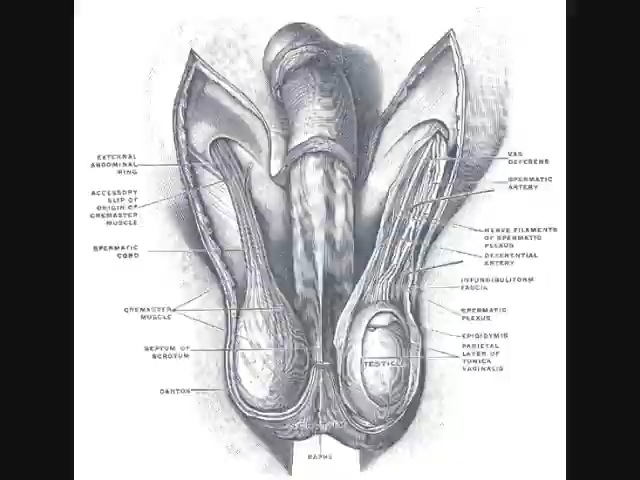 EXTERNAL
ABDOMINAL
RING
ACCESSORY
SLIP OF
ORIGIN OF
CREMASTER
MUSCLE
SPERMATIC
CORD
CREMASTER
MUSCLE
SEPTUM OF
SCROTUM
DARTOS
VAS
DEFERENS
SPERMATIC
ARTERY
NERVE FILAMENTS
OF SPERMATIC
PLEXUS
DEFERENTIAL
ARTERY
INFUNDIBULIFORM
FASCIA
SPERMATIC
PLEXUS
EPIDIDYMIS
PARIETAL
LAYER OF
TUNICA
VAGINALIS
TESTICLE
RAPHE